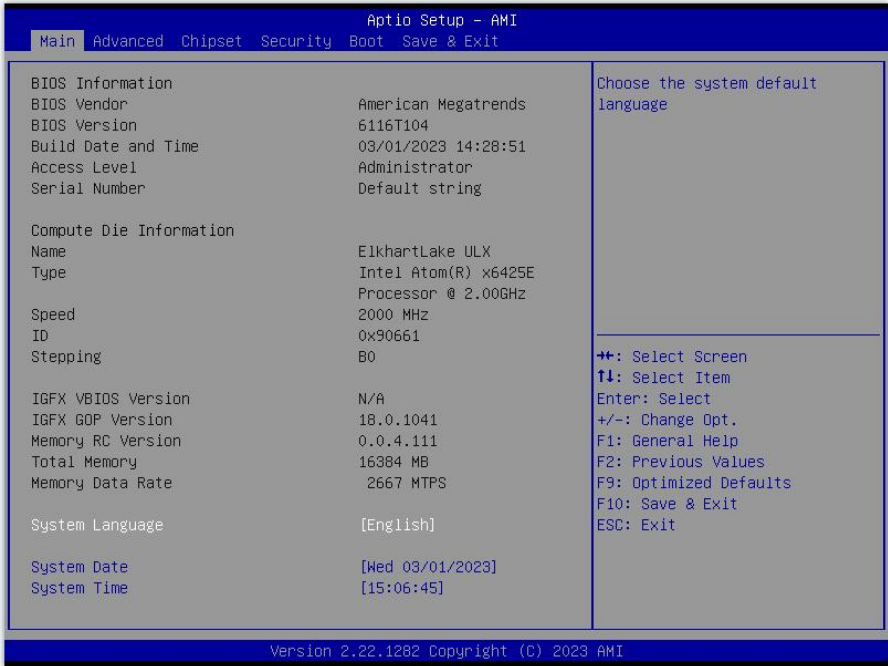 Aptio Setup - AMI
Main Advanced Chipset Security Boot Save & Exit
BIOS Information
BIOS Vendor American Megatrends
BIOS Version 6116T104
Build Date and Time 03/01/2023 14:28:51
Access Level Administrator
Serial Number Default string
Compute Die Information
Name ElkhartLake ULX
Type Intel Atom(R) x6425E
Processor @ 2.00GHz
Speed 2000 MHz
ID 0x90661
Stepping B0
IGFX VBIOS Version N/A
IGFX GOP Version 18.0.1041
Memory RC Version 0.0.4.111
Total Memory 16384 MB
Memory Data Rate 2667 MTPS
System Language [English]
System Date [Wed 03/01/2023]
System Time [15:06:45]
Choose the system default
language
→←: Select Screen
↑↓: Select Item
Enter: Select
+/-: Change Opt.
F1: General Help
F2: Previous Values
F9: Optimized Defaults
F10: Save & Exit
ESC: Exit
Version 2.22.1282 Copyright (C) 2023 AMI